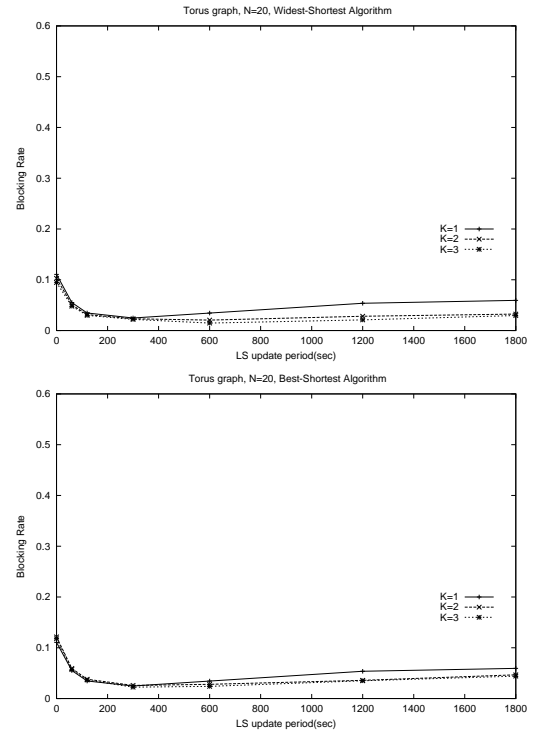 Torus graph, N=20, Widest-Shortest Algorithm
0.6
0.5
0.4
0.3
0.2
0.1
0
Blocking Rate
K=1
K=2
K=3
0 200 400 600 800 1000 1200 1400 1600 1800
LS update period(sec)
Torus graph, N=20, Best-Shortest Algorithm
0.6
0.5
0.4
0.3
0.2
0.1
0
Blocking Rate
K=1
K=2
K=3
0 200 400 600 800 1000 1200 1400 1600 1800
LS update period(sec)